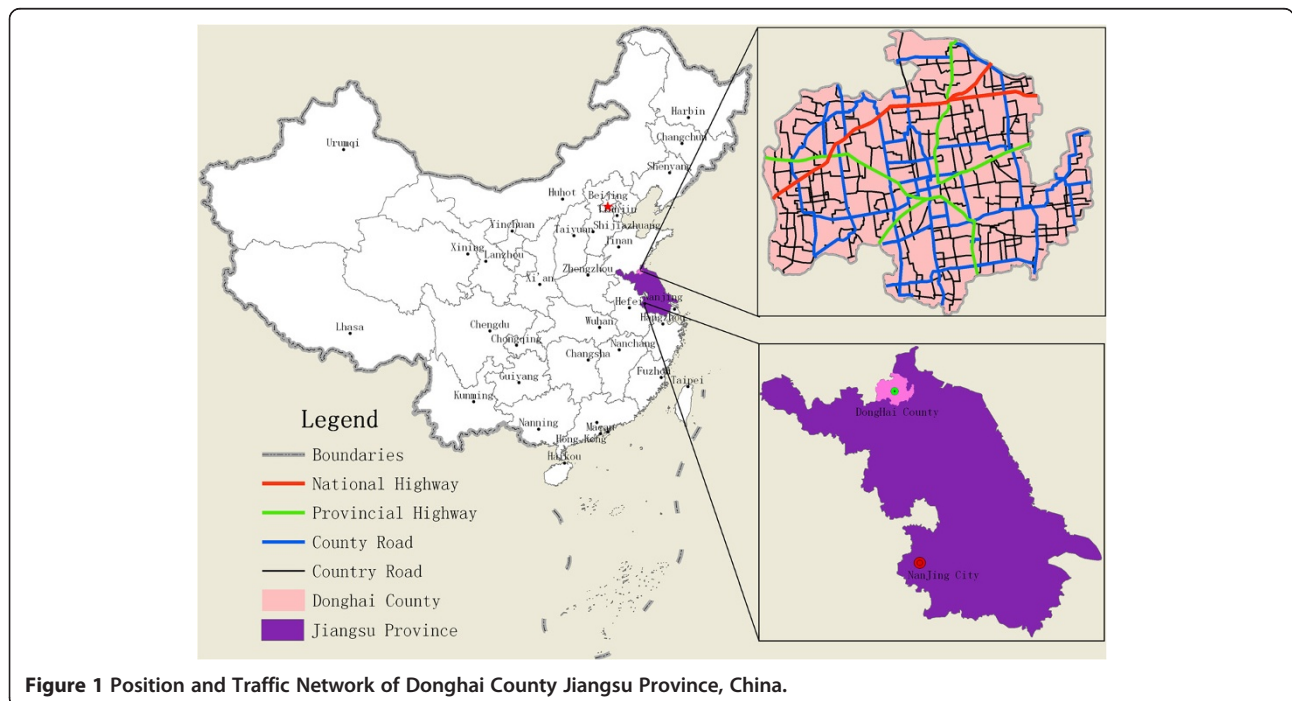 Harbin
Changchun
Urumqi
Shenyang
Huhot
Beijing
Tianjin
Yinchuan
Taiyuan
Shijiazhuang
Xining
Jinan
Lanzhou
Zhengzhou
Xi'an
Nanjing
Hefei
Lhasa
Chengdu
Wuhan
Hangzhou
Chongqing
Nanchang
Changsha
Guiyang
Fuzhou
Taipei
Kunming
Nanning
Macau
Hong Kong
Haikou
DongHai County
NanJing City
Legend
Boundaries
National Highway
Provincial Highway
County Road
Country Road
Donghai County
Jiangsu Province
Figure 1 Position and Traffic Network of Donghai County Jiangsu Province, China.